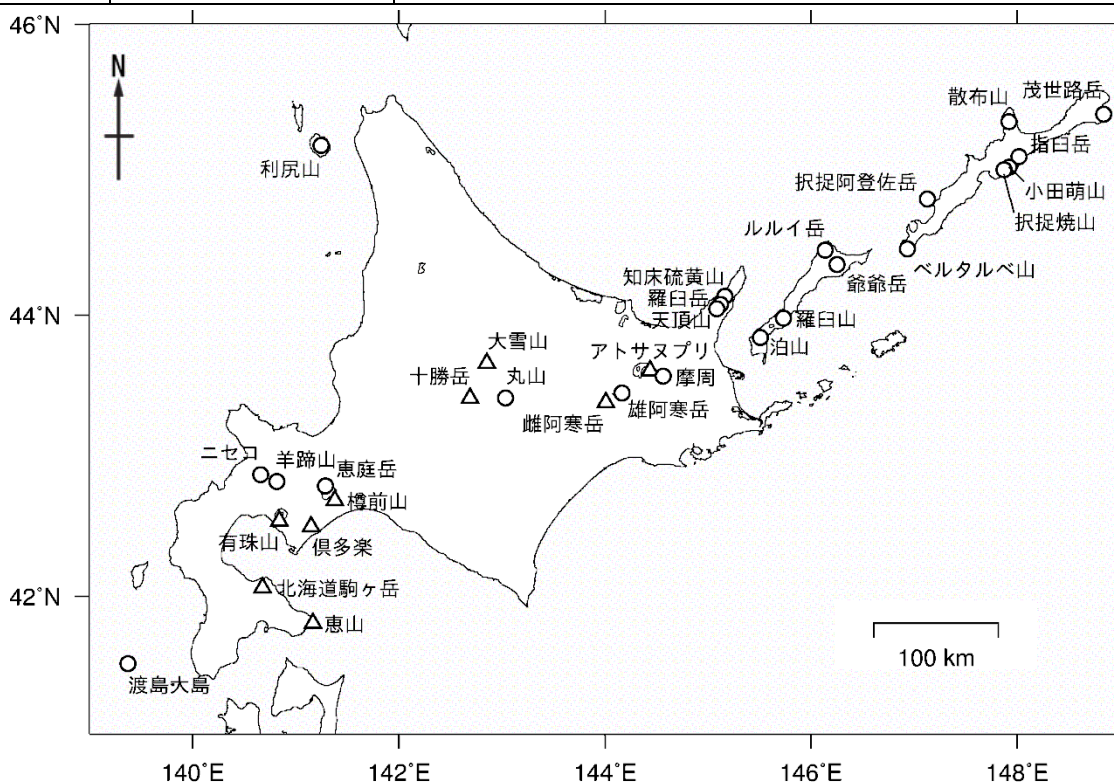 46°N
N
散布山
茂世路岳
利尻山
指臼岳
小田萌山
択捉阿登佐岳
択捉焼山
ルルイ岳
ベルタルベ山
爺爺岳
知床硫黄山
羅臼岳
天頂山
羅臼山
泊山
44°N
大雪山
アトサヌプリ
十勝岳
丸山
摩周
雄阿寒岳
雌阿寒岳
ニセコ
羊蹄山
恵庭岳
樽前山
有珠山
倶多楽
北海道駒ヶ岳
42°N
恵山
100 km
渡島大島
140°E
142°E
144°E
146°E
148°E